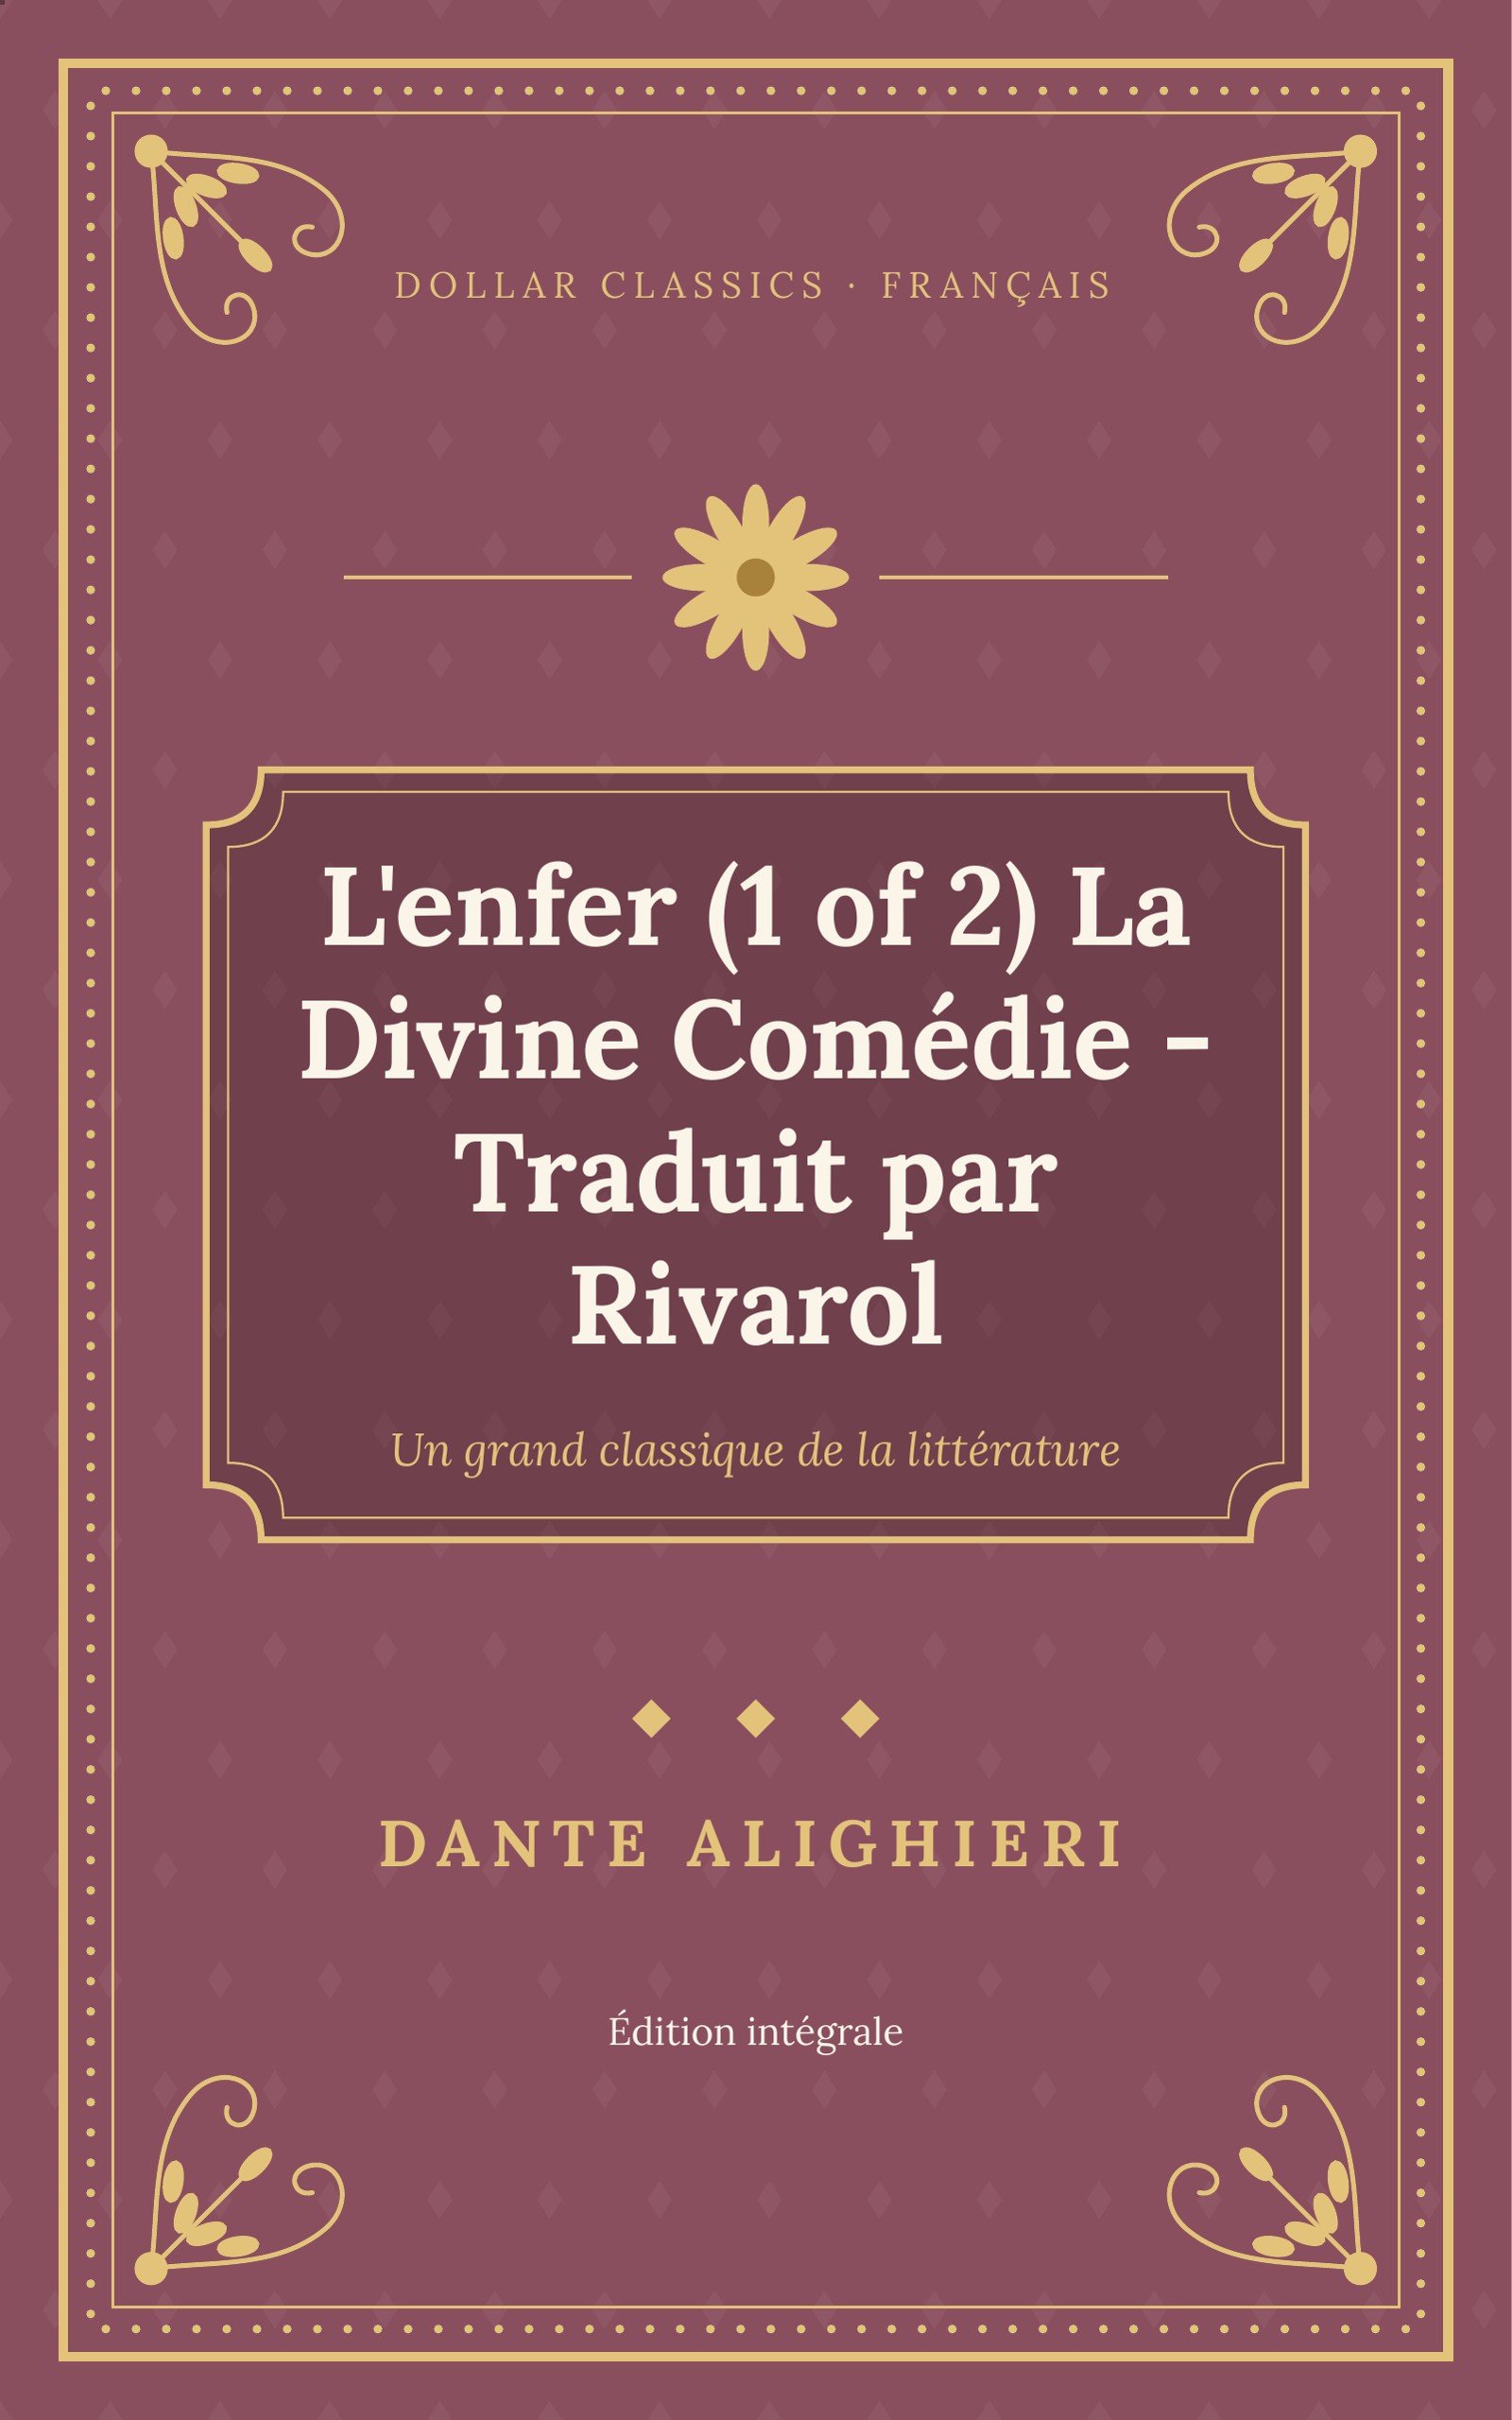 DOLLAR CLASSICS · FRANÇAIS
L'enfer (1 of 2) La
Divine Comédie -
Traduit par
Rivarol
Un grand classique de la littérature
DANTE ALIGHIERI
Édition intégrale